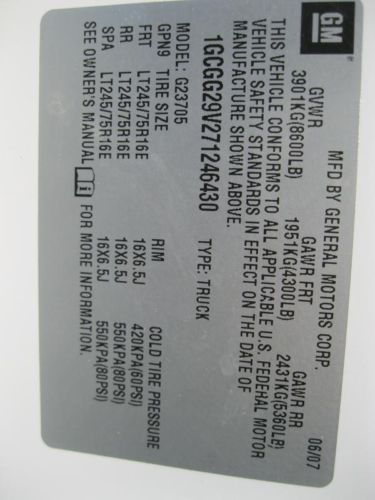 GM
MFD BY GENERAL MOTORS CORP. 06/07
GVWR GAWR FRT GAWR RR
3901KG(8600LB) 1951KG(4300LB) 2431KG(5360LB)
THIS VEHICLE CONFORMS TO ALL APPLICABLE U.S. FEDERAL MOTOR
VEHICLE SAFETY STANDARDS IN EFFECT ON THE DATE OF
MANUFACTURE SHOWN ABOVE.
1GCGG29V271246430 TYPE: TRUCK
MODEL: G23705
GPN9 TIRE SIZE RIM COLD TIRE PRESSURE
FRT LT245/75R16E 16X6.5J 420KPA(60PSI)
RR LT245/75R16E 16X6.5J 550KPA(80PSI)
SPA LT245/75R16E 16X6.5J 550KPA(80PSI)
SEE OWNER'S MANUAL FOR MORE INFORMATION.